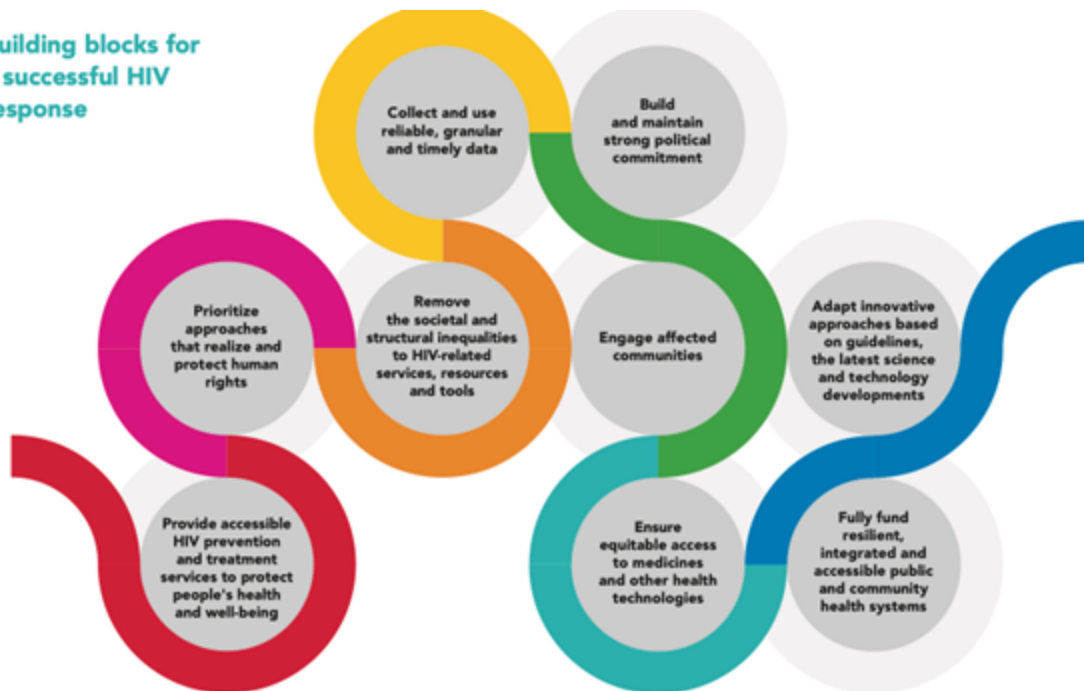 uilding blocks for
successful HIV
esponse
Collect and use
reliable, granular
and timely data
Build
and maintain
strong political
commitment
Prioritize
approaches
that realize and
protect human
rights
Remove
the societal and
structural inequalities
to HIV-related
services, resources
and tools
Engage affected
communities
Adapt innovative
approaches based
on guidelines,
the latest science
and technology
developments
Provide accessible
HIV prevention
and treatment
services to protect
people's health
and well-being
Ensure
equitable access
to medicines
and other health
technologies
Fully fund
resilient,
integrated and
accessible public
and community
health systems